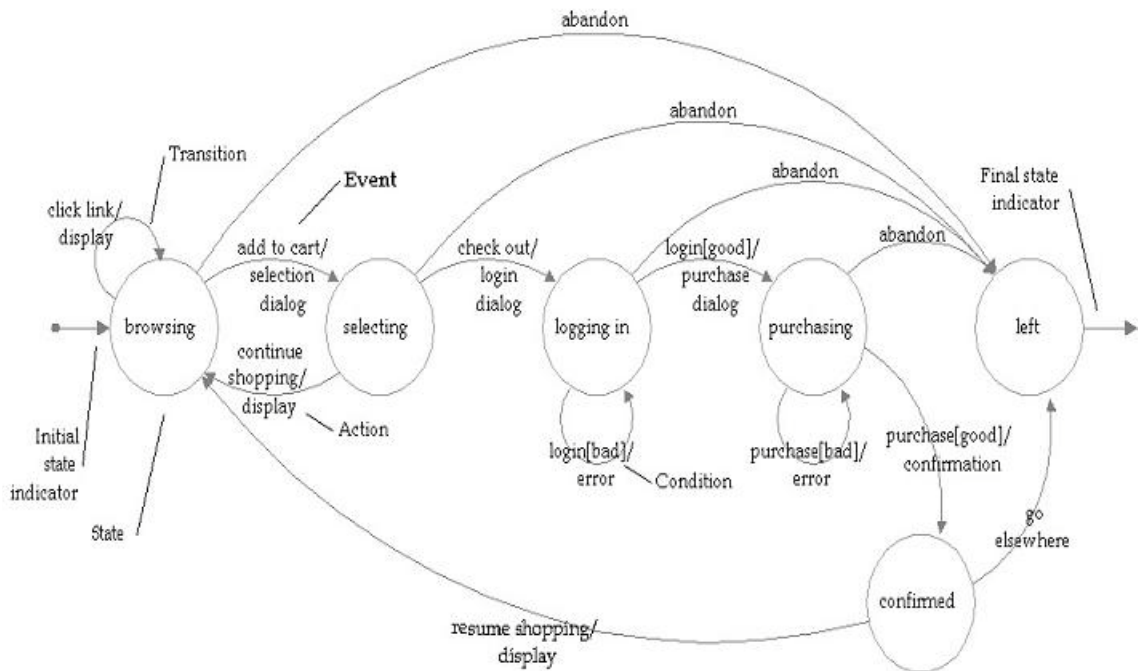 abandon
abandon
Transition
abandon
Event
Final state
indicator
click link/
display
add to cart/
selection
dialog
check out/
login
dialog
login[good]/
purchase
dialog
abandon
browsing
selecting
logging in
purchasing
left
continue
shopping/
display
Action
Initial
state
indicator
login[bad]/
error
Condition
purchase[bad]/
error
purchase[good]/
confirmation
State
go
elsewhere
confirmed
resume shopping/
display